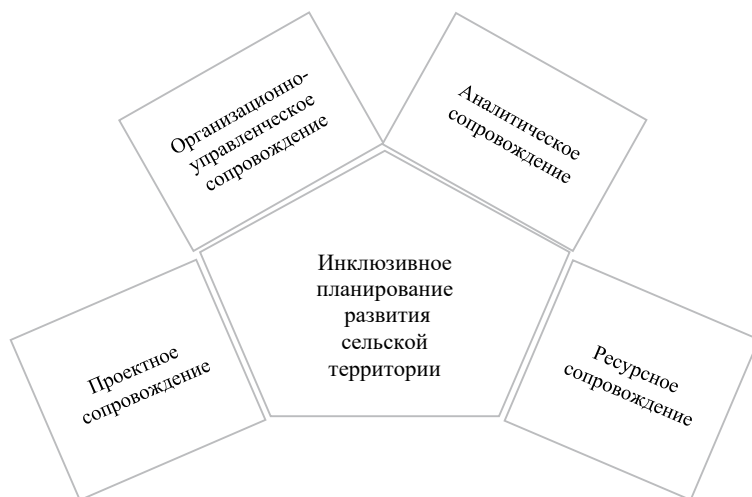 Организационно-
управленческое
сопровождение
Аналитическое
сопровождение
Инклюзивное
планирование
развития
сельской
территории
Проектное
сопровождение
Ресурсное
сопровождение